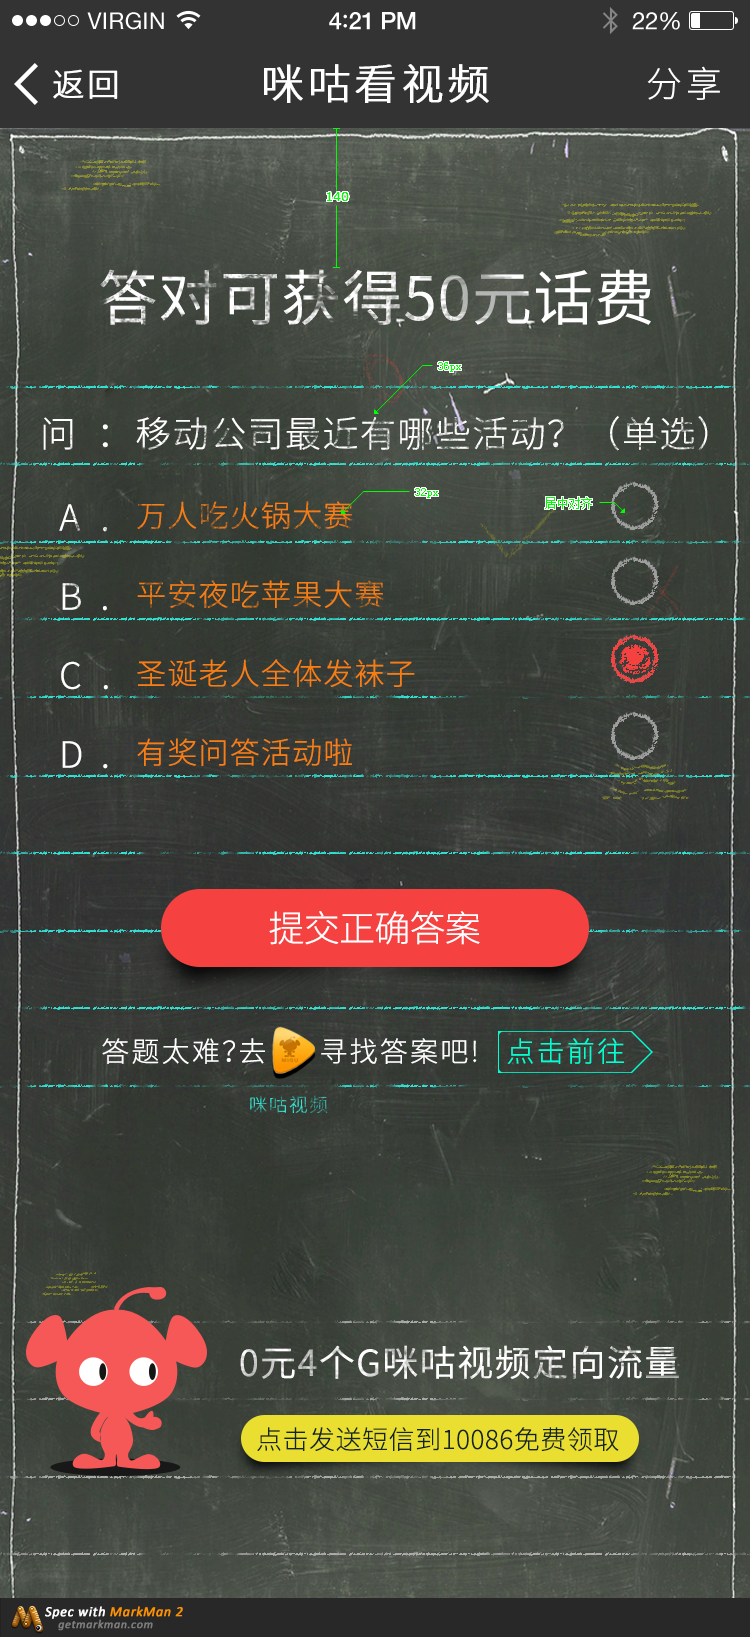 VIRGIN 4:21 PM 22%
返回 咪咕看视频 分享
140
答对可获得50元话费
36px
问：移动公司最近有哪些活动？（单选）
32px
居中对齐
A. 万人吃火锅大赛
B. 平安夜吃苹果大赛
C. 圣诞老人全体发袜子
D. 有奖问答活动啦
提交正确答案
答题太难？去 寻找答案吧! 点击前往
咪咕视频
0元4个G咪咕视频定向流量
点击发送短信到10086免费领取
Spec with MarkMan 2
getmarkman.com